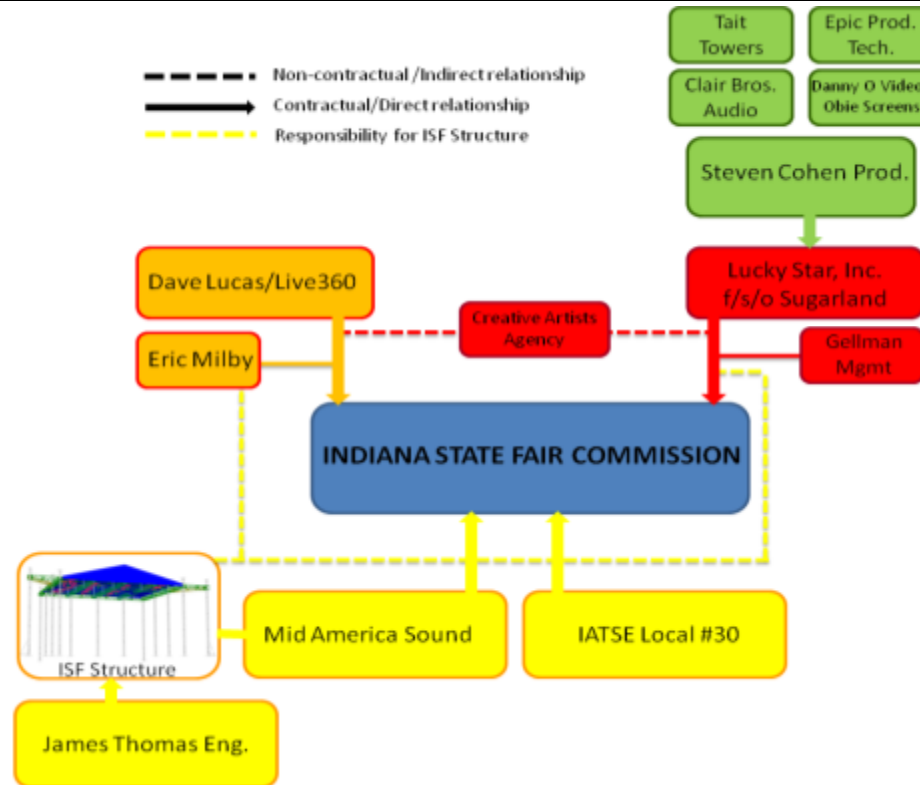 Tait
Towers
Epic Prod.
Tech.
Clair Bros.
Audio
Danny O Video
Obie Screens
Non-contractual /Indirect relationship
Contractual/Direct relationship
Responsibility for ISF Structure
Steven Cohen Prod.
Dave Lucas/Live360
Lucky Star, Inc.
f/s/o Sugarland
Creative Artists
Agency
Eric Milby
Gellman
Mgmt
INDIANA STATE FAIR COMMISSION
ISF Structure
Mid America Sound
IATSE Local #30
James Thomas Eng.